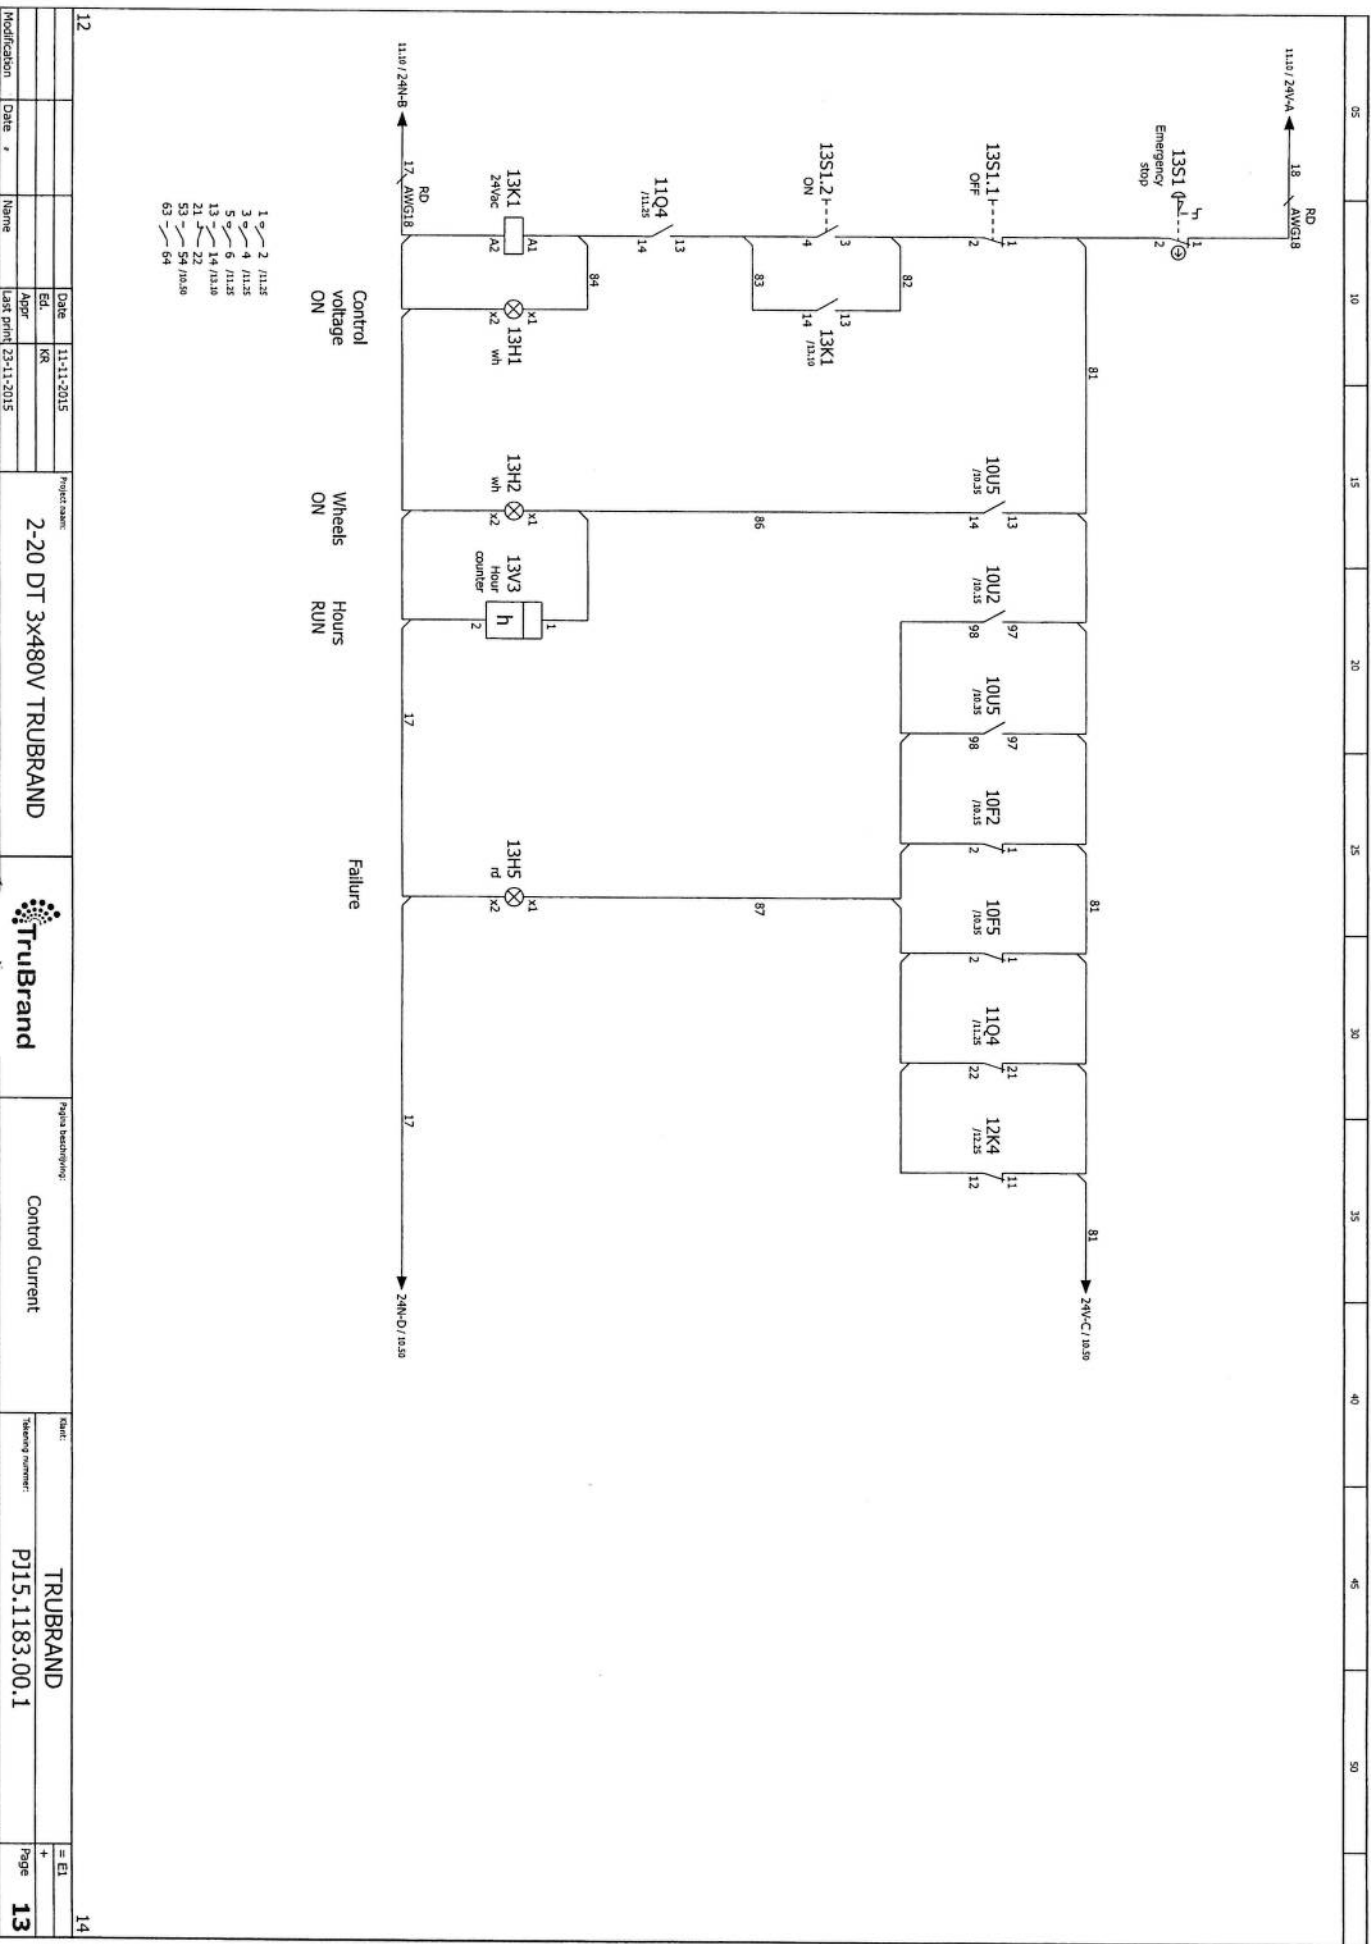 05
10
15
20
25
30
35
40
45
50
11.10 / 24V-A
18
RD
AWG18
13S1
Emergency
stop
1
2
81
81
81
24V-C / 10.50
13S1.1
OFF
1
2
10U5
/10.35
13
14
10U2
/10.15
97
98
10U5
/10.35
97
98
10F2
/10.15
1
2
10F5
/10.35
1
2
11Q4
/11.25
21
22
12K4
/12.25
11
12
82
13S1.2
ON
3
4
13
14
13K1
/13.10
83
86
87
11Q4
/11.25
13
14
84
13K1
24Vac
A1
A2
x1
x2
13H1
wh
13H2
wh
x1
x2
13V3
Hour
counter
h
1
2
13H5
rd
x1
x2
11.10 / 24N-B
17
RD
AWG18
17
17
24N-D / 10.50
Control
voltage
ON
Wheels
ON
Hours
RUN
Failure
1 2 /11.25
3 4 /11.25
5 6 /11.25
13 14 /13.10
21 22
53 54 /10.50
63 64
12
14
Modification
Date
Name
Date 11-11-2015
Ed. KR
Appr
Last print 23-11-2015
Project naam:
2-20 DT 3x480V TRUBRAND
TruBrand
Pagina beschrijving:
Control Current
Klant:
TRUBRAND
Tekening nummer:
PJ15.1183.00.1
= E1
+
Page 13